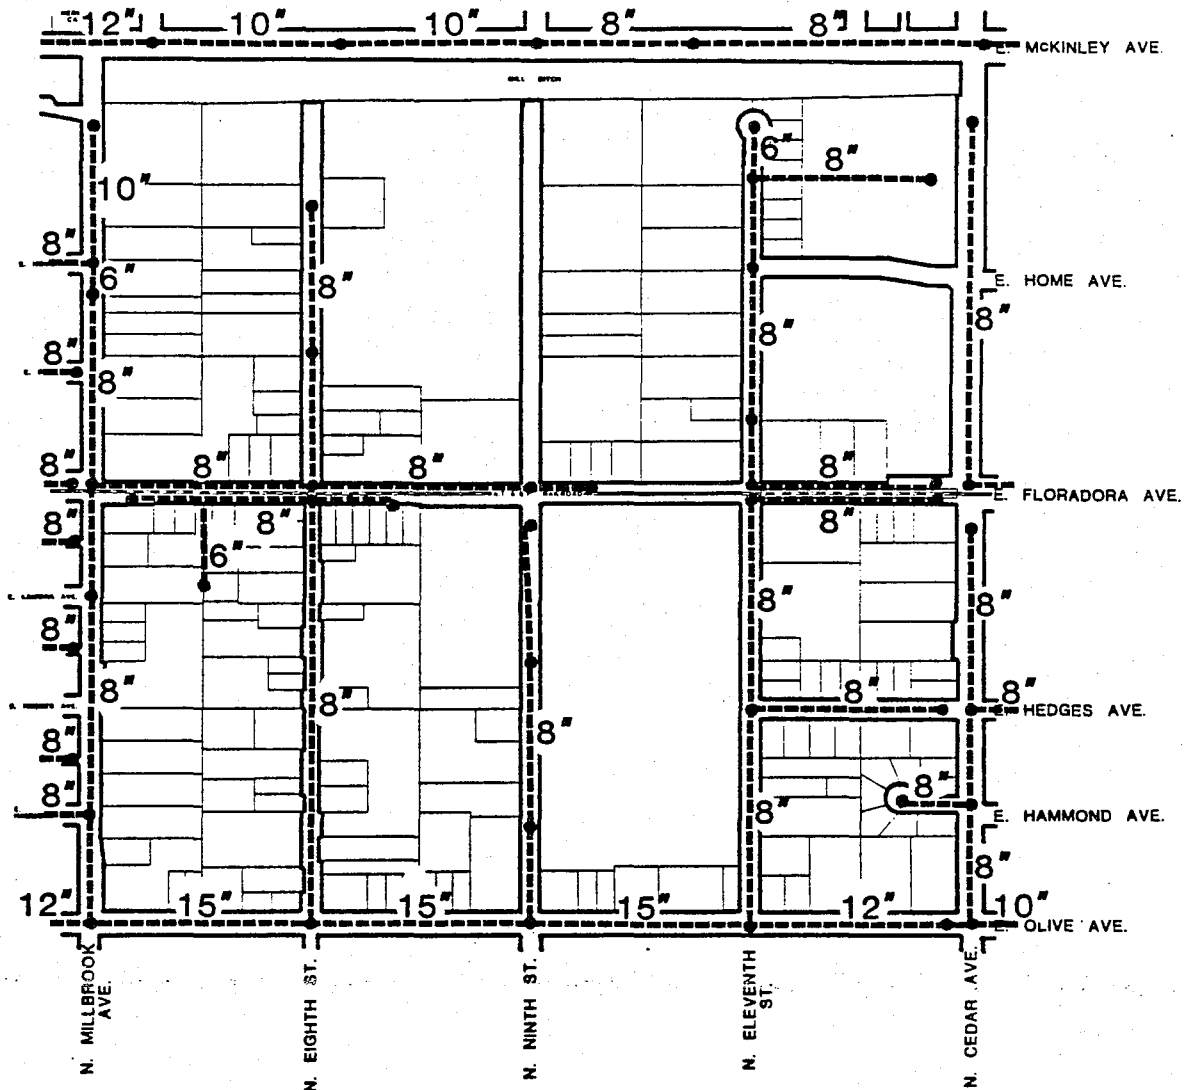 12" 10" 10" 8" 8"
E. McKINLEY AVE.
MILL DITCH
6"
8"
10"
8"
6"
8"
E. HOME AVE.
8"
8"
8"
8"
8" 8" 8" 8"
E. FLORADORA AVE.
8" 8" 8"
6"
8"
8"
8"
8" 8" 8" 8"
E. HEDGES AVE.
8"
8"
8"
8"
8"
E. HAMMOND AVE.
8"
12" 15" 15" 15" 12" 10"
E. OLIVE AVE.
N. MILLBROOK
AVE.
N. EIGHTH ST.
N. NINTH ST.
N. ELEVENTH
ST.
N. CEDAR AVE.